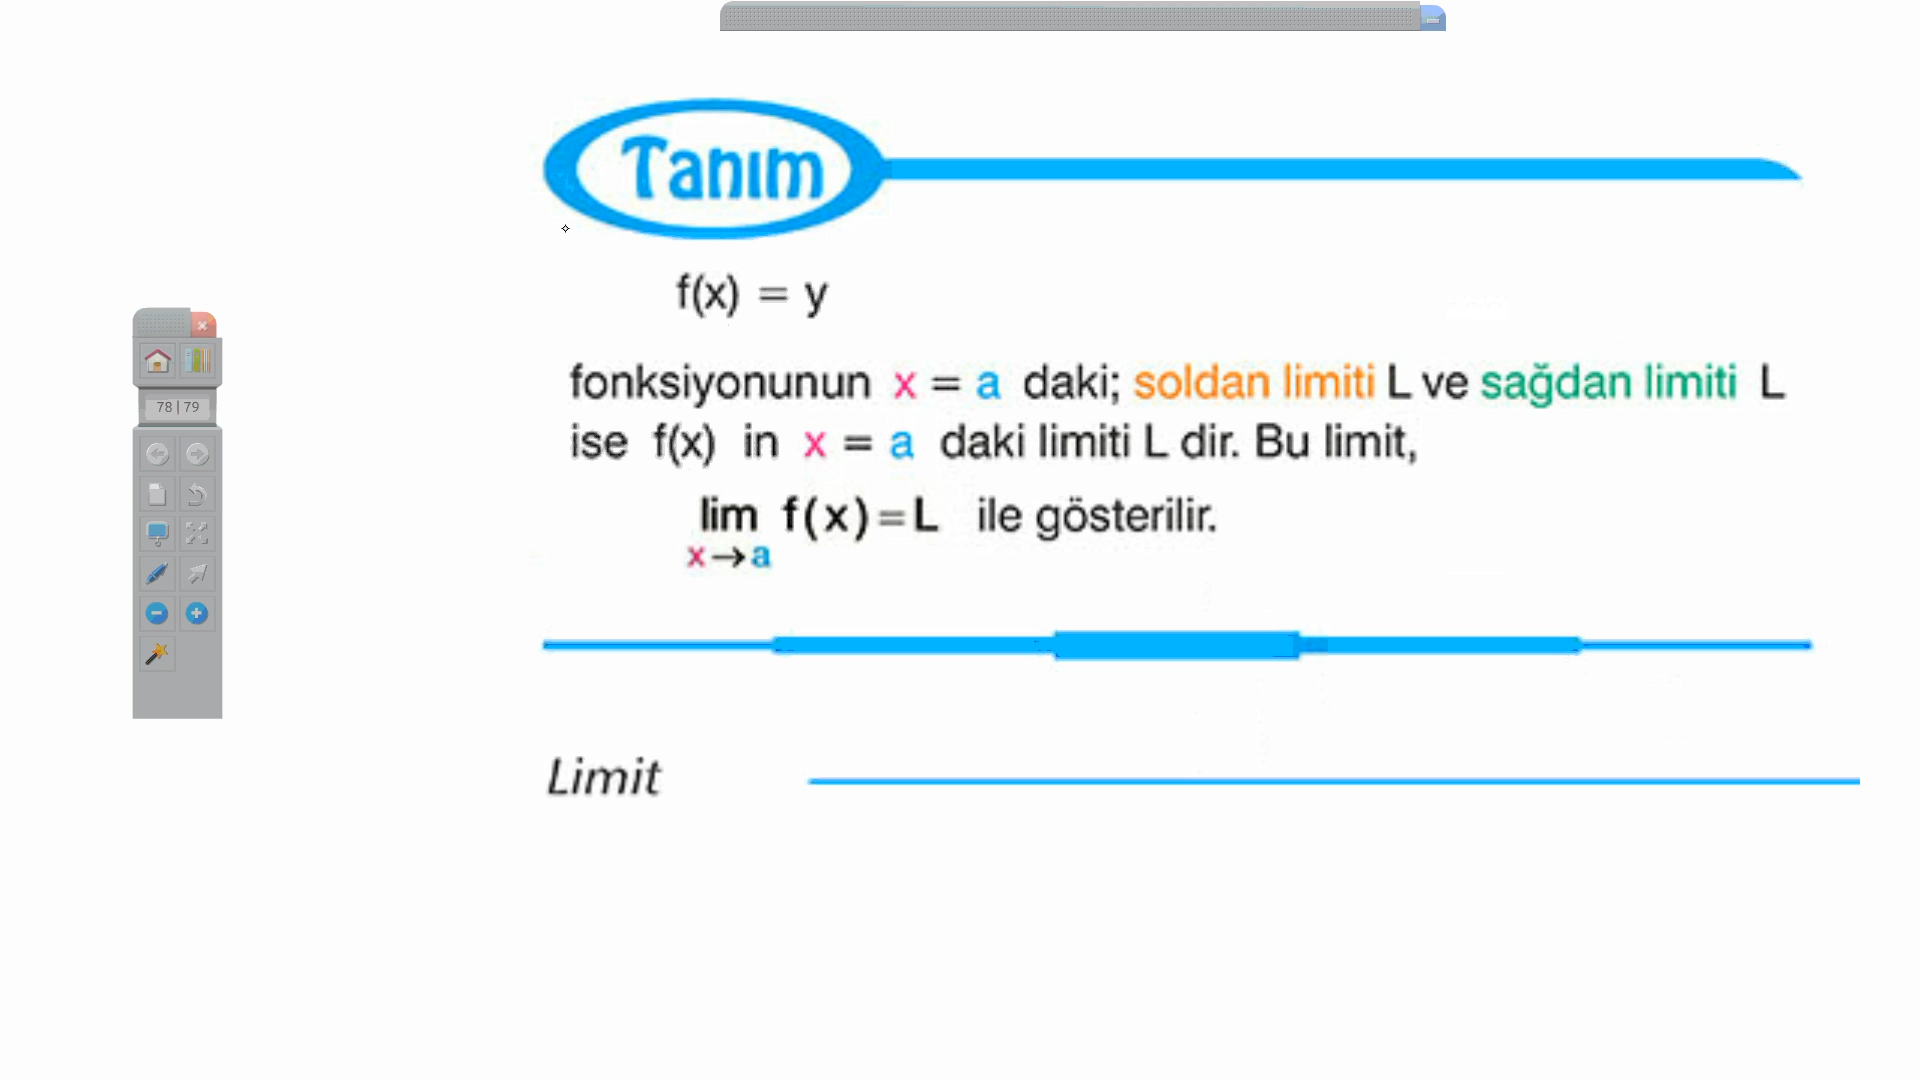 Tanım
f(x) = y
fonksiyonunun x = a daki; soldan limiti L ve sağdan limiti L
ise f(x) in x = a daki limiti L dir. Bu limit,
lim f(x)=L ile gösterilir.
x→a
78 | 79
Limit